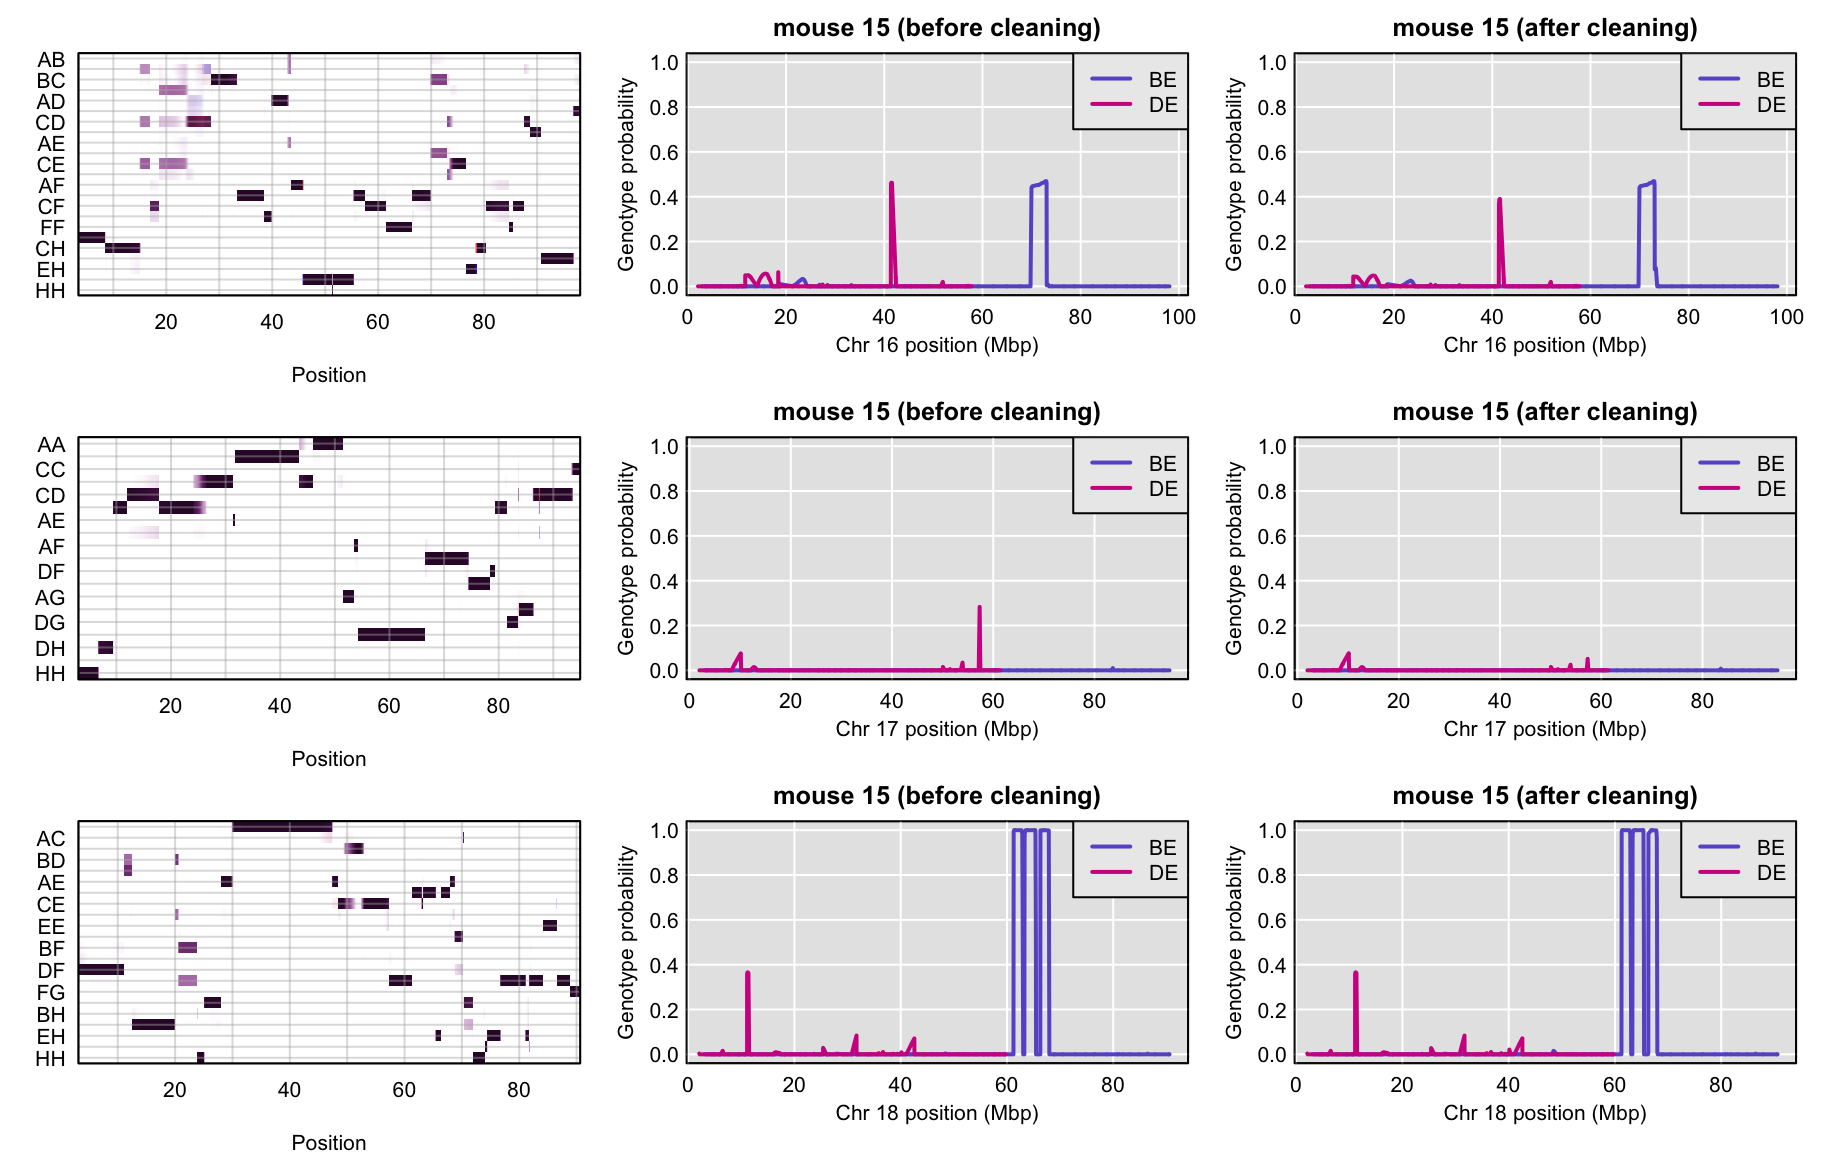 mouse 15 (before cleaning)
mouse 15 (after cleaning)
AB
BC
AD
CD
AE
CE
AF
CF
FF
CH
EH
HH
20 40 60 80
Position
Genotype probability
1.0
0.8
0.6
0.4
0.2
0.0
BE
DE
0 20 40 60 80 100
Chr 16 position (Mbp)
Genotype probability
1.0
0.8
0.6
0.4
0.2
0.0
BE
DE
0 20 40 60 80 100
Chr 16 position (Mbp)
mouse 15 (before cleaning)
mouse 15 (after cleaning)
AA
CC
CD
AE
AF
DF
AG
DG
DH
HH
20 40 60 80
Position
Genotype probability
1.0
0.8
0.6
0.4
0.2
0.0
BE
DE
0 20 40 60 80
Chr 17 position (Mbp)
Genotype probability
1.0
0.8
0.6
0.4
0.2
0.0
BE
DE
0 20 40 60 80
Chr 17 position (Mbp)
mouse 15 (before cleaning)
mouse 15 (after cleaning)
AC
BD
AE
CE
EE
BF
DF
FG
BH
EH
HH
20 40 60 80
Position
Genotype probability
1.0
0.8
0.6
0.4
0.2
0.0
BE
DE
0 20 40 60 80
Chr 18 position (Mbp)
Genotype probability
1.0
0.8
0.6
0.4
0.2
0.0
BE
DE
0 20 40 60 80
Chr 18 position (Mbp)